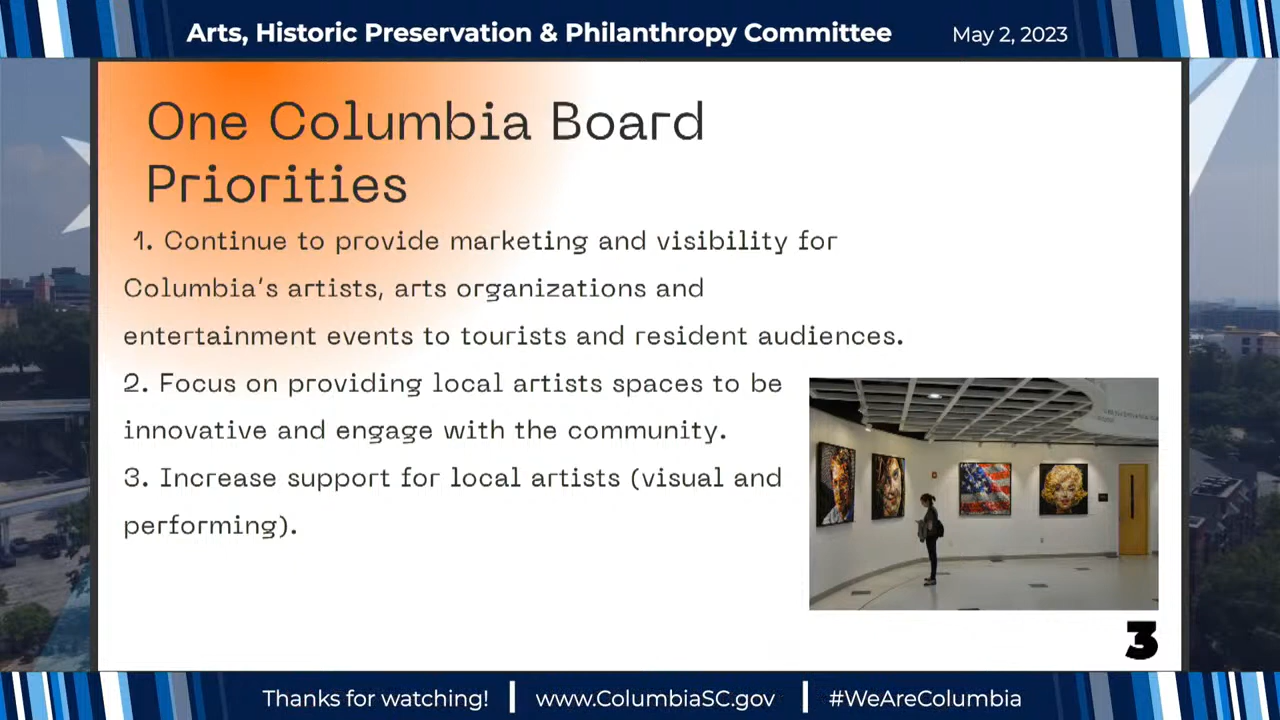 Arts, Historic Preservation & Philanthropy Committee May 2, 2023
One Columbia Board
Priorities
1. Continue to provide marketing and visibility for
Columbia's artists, arts organizations and
entertainment events to tourists and resident audiences.
2. Focus on providing local artists spaces to be
innovative and engage with the community.
3. Increase support for local artists (visual and
performing).
3
Thanks for watching! | www.ColumbiaSC.gov | #WeAreColumbia